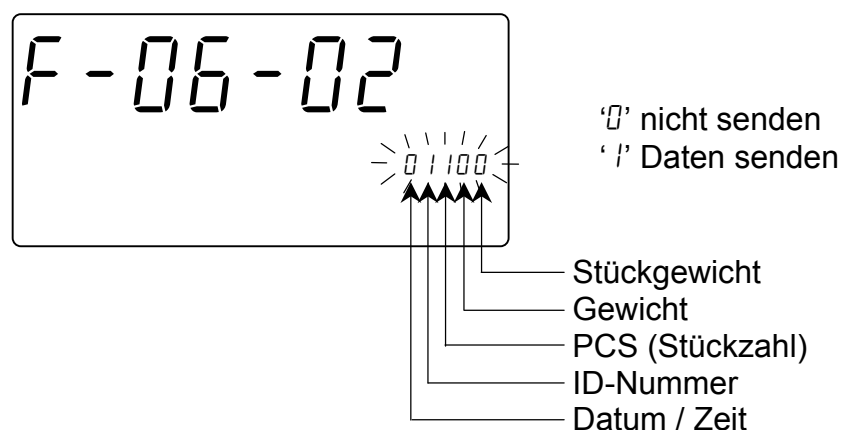 F-06-02
‘0’ nicht senden
‘1’ Daten senden
01100
Stückgewicht
Gewicht
PCS (Stückzahl)
ID-Nummer
Datum / Zeit